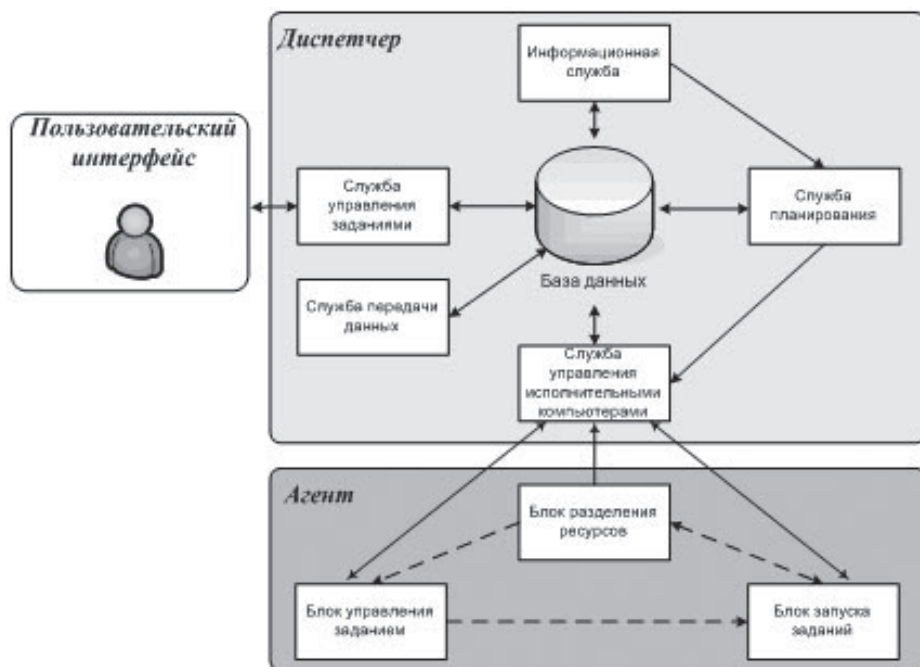 Диспетчер
Информационная
служба
Пользовательский
интерфейс
Служба
управления
заданиями
Служба
планирования
База данных
Служба передачи
данных
Служба
управления
исполнительными
компьютерами
Агент
Блок разделения
ресурсов
Блок управления
заданием
Блок запуска
заданий